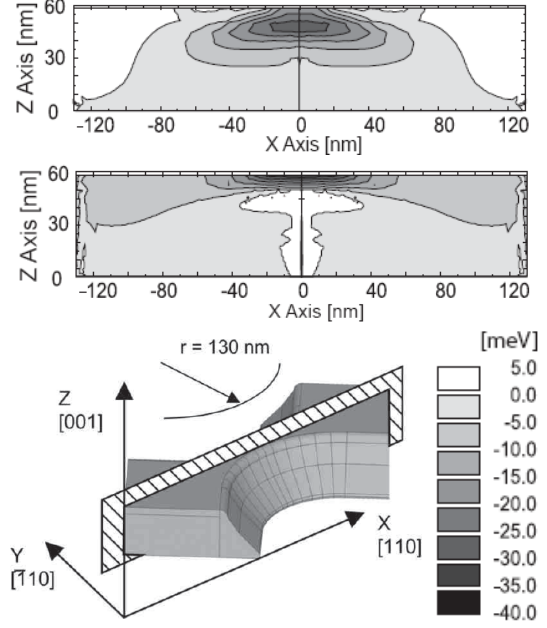 60
30
0
Z Axis [nm]
-120 -80 -40 0 40 80 120
X Axis [nm]
60
30
0
Z Axis [nm]
-120 -80 -40 0 40 80 120
X Axis [nm]
r = 130 nm
Z
[001]
X
[110]
Y
[1̅10]
[meV]
5.0
0.0
-5.0
-10.0
-15.0
-20.0
-25.0
-30.0
-35.0
-40.0